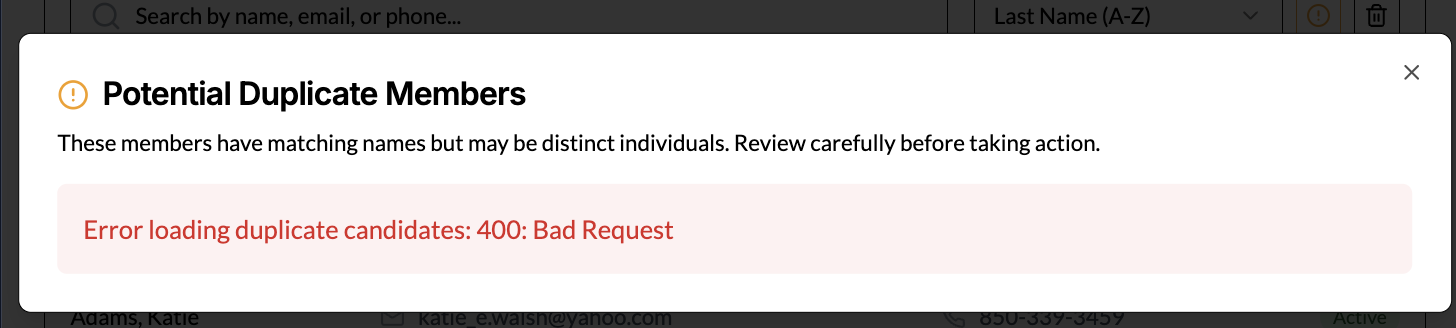 Search by name, email, or phone...
Last Name (A-Z)
Potential Duplicate Members
These members have matching names but may be distinct individuals. Review carefully before taking action.
Error loading duplicate candidates: 400: Bad Request
Adams, Katie
katie_e.walsh@yahoo.com
850-339-3459
Active